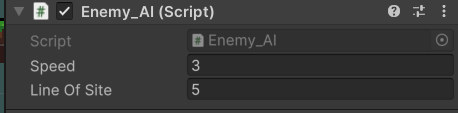 Enemy_AI (Script)
Script Enemy_AI
Speed 3
Line Of Site 5